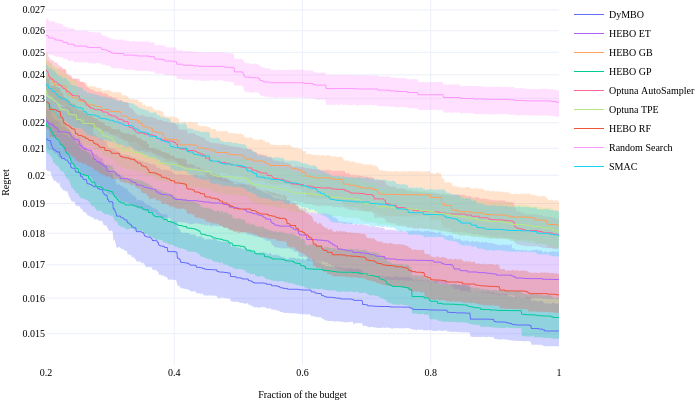 0.027
0.026
0.025
0.024
0.023
0.022
0.021
0.02
0.019
0.018
0.017
0.016
0.015
Regret
0.2
0.4
0.6
0.8
1
Fraction of the budget
DyMBO
HEBO ET
HEBO GB
HEBO GP
Optuna AutoSampler
Optuna TPE
HEBO RF
Random Search
SMAC